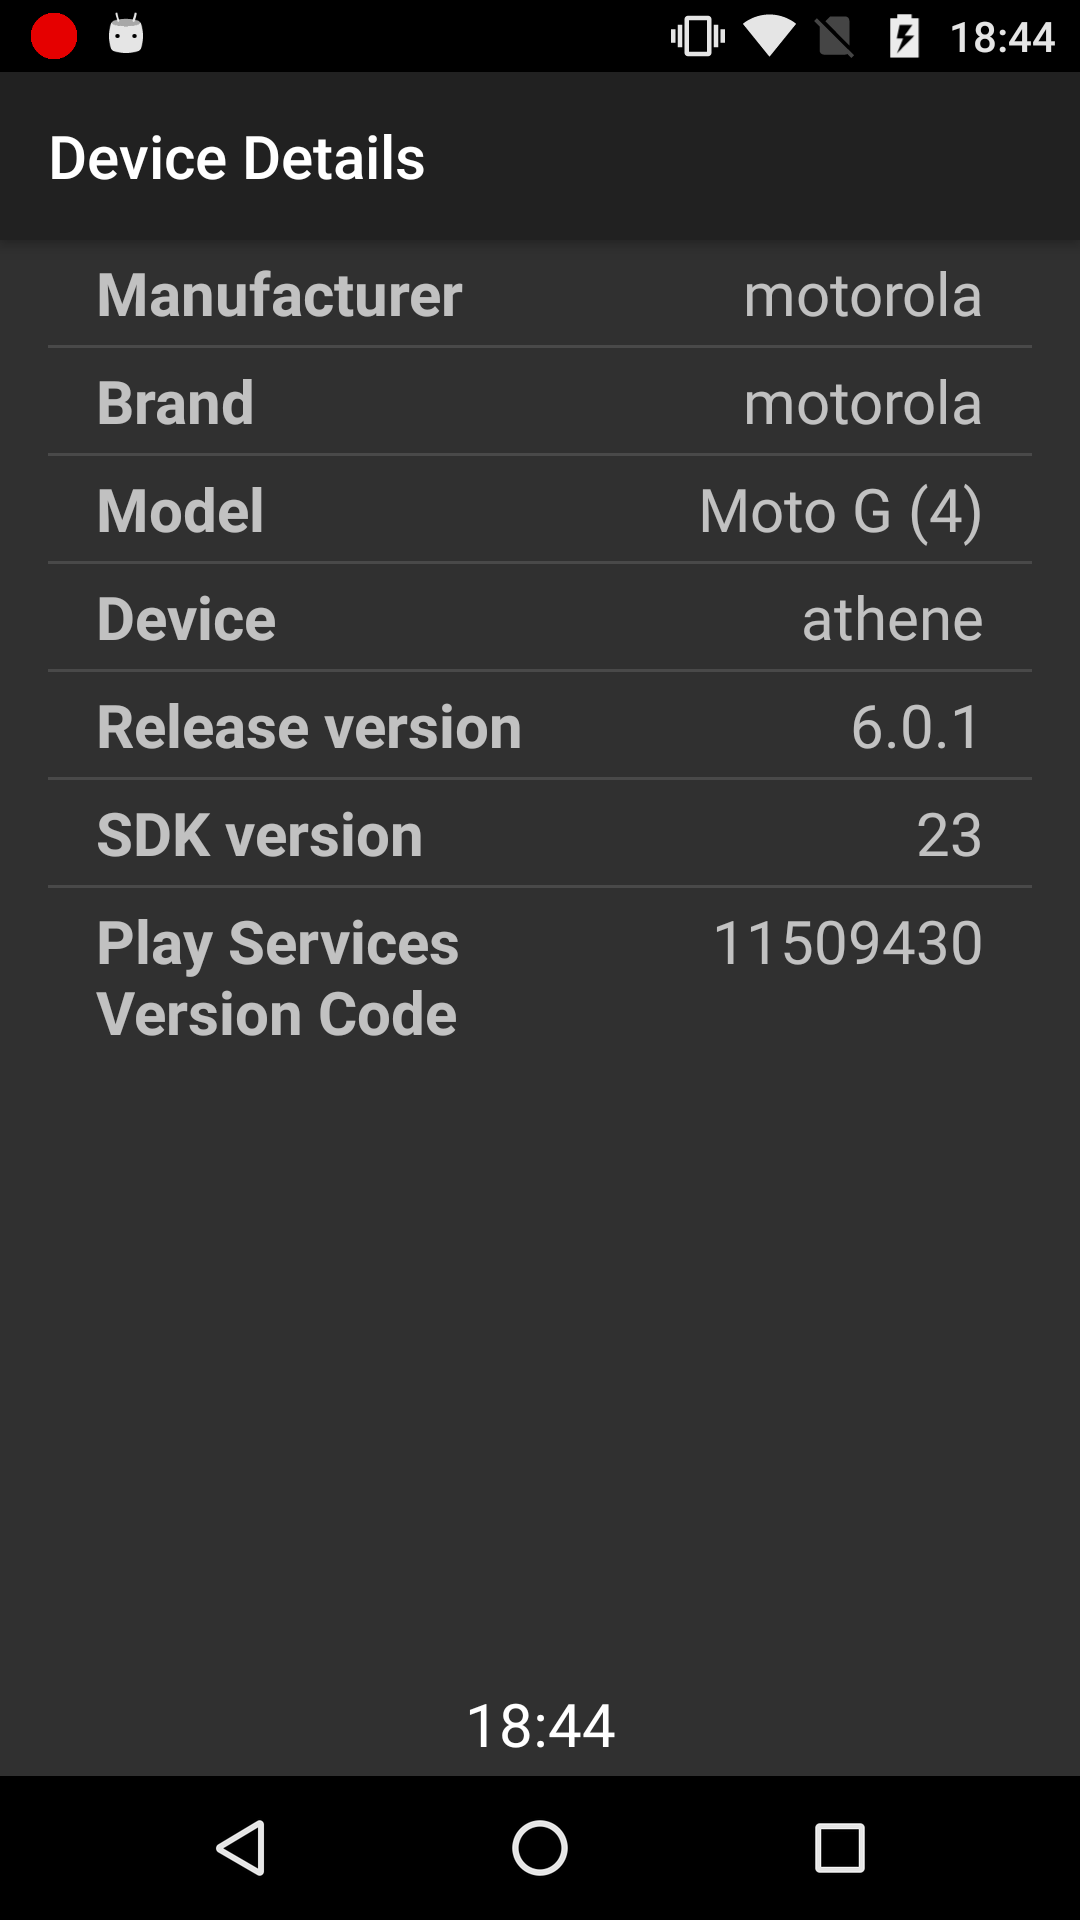 18:44
Device Details
Manufacturer motorola
Brand motorola
Model Moto G (4)
Device athene
Release version 6.0.1
SDK version 23
Play Services 11509430
Version Code
18:44